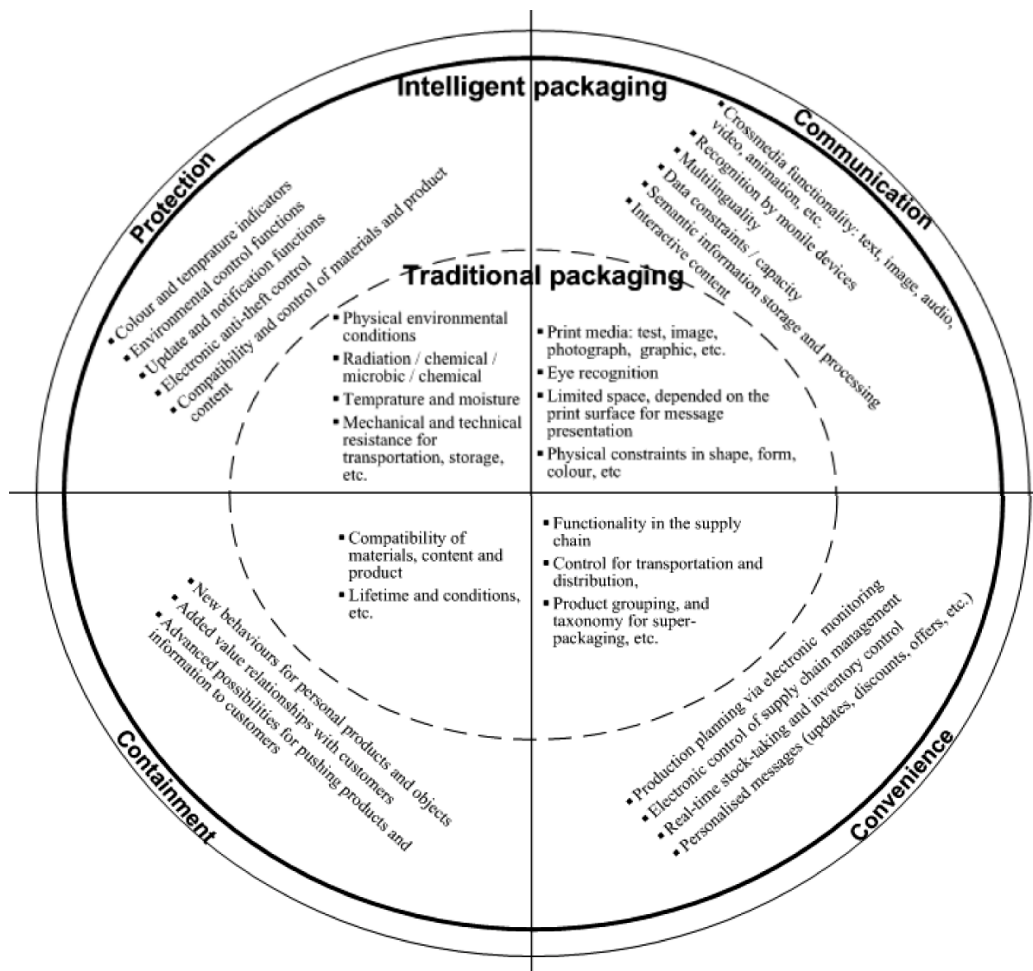 Intelligent packaging
Protection
▪ Colour and temprature indicators
▪ Environmental control functions
▪ Update and notification functions
▪ Electronic anti-theft control
▪ Compatibility and control of materials and product
content
Communication
▪ Crossmedia functionality: text, image, audio,
video, animation, etc.
▪ Recognition by monile devices
▪ Multilinguality
▪ Data constraints / capacity
▪ Semantic information storage and processing
▪ Interactive content
Traditional packaging
▪ Physical environmental
conditions
▪ Radiation / chemical /
microbic / chemical
▪ Temprature and moisture
▪ Mechanical and technical
resistance for
transportation, storage,
etc.
▪ Print media: test, image,
photograph, graphic, etc.
▪ Eye recognition
▪ Limited space, depended on the
print surface for message
presentation
▪ Physical constraints in shape, form,
colour, etc
▪ Compatibility of
materials, content and
product
▪ Lifetime and conditions,
etc.
▪ Functionality in the supply
chain
▪ Control for transportation and
distribution,
▪ Product grouping, and
taxonomy for super-
packaging, etc.
▪ New behaviours for personal products and objects
▪ Added value relationships with customers
▪ Advanced possibilities for pushing products and
information to customers
Containment
▪ Production planning via electronic monitoring
▪ Electronic control of supply chain management
▪ Real-time stock-taking and inventory control
▪ Personalised messages (updates, discounts, offers, etc.)
Convenience